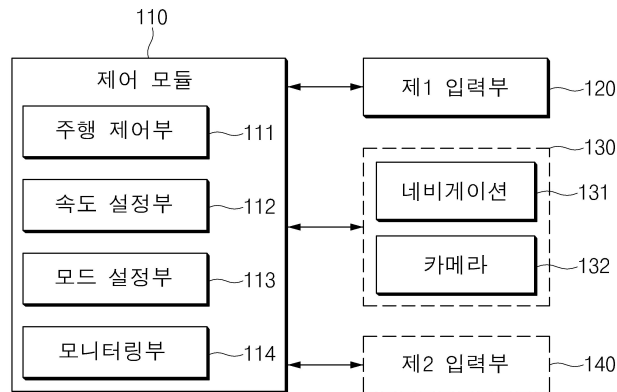 110
제어 모듈
주행 제어부
111
속도 설정부
112
모드 설정부
113
모니터링부
114
제1 입력부
120
130
네비게이션
131
카메라
132
제2 입력부
140